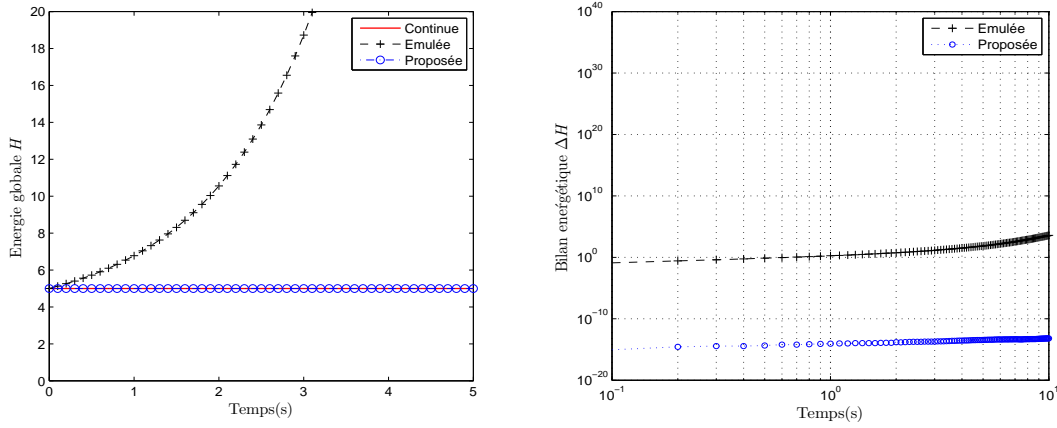 20
18
16
14
12
10
8
6
4
2
0
0 1 2 3 4 5
Energie globale H
Temps(s)
Continue
Emulée
Proposée
10^40
10^30
10^20
10^10
10^0
10^-10
10^-20
10^-1 10^0 10^1
Bilan energétique ΔH
Temps(s)
Emulée
Proposée